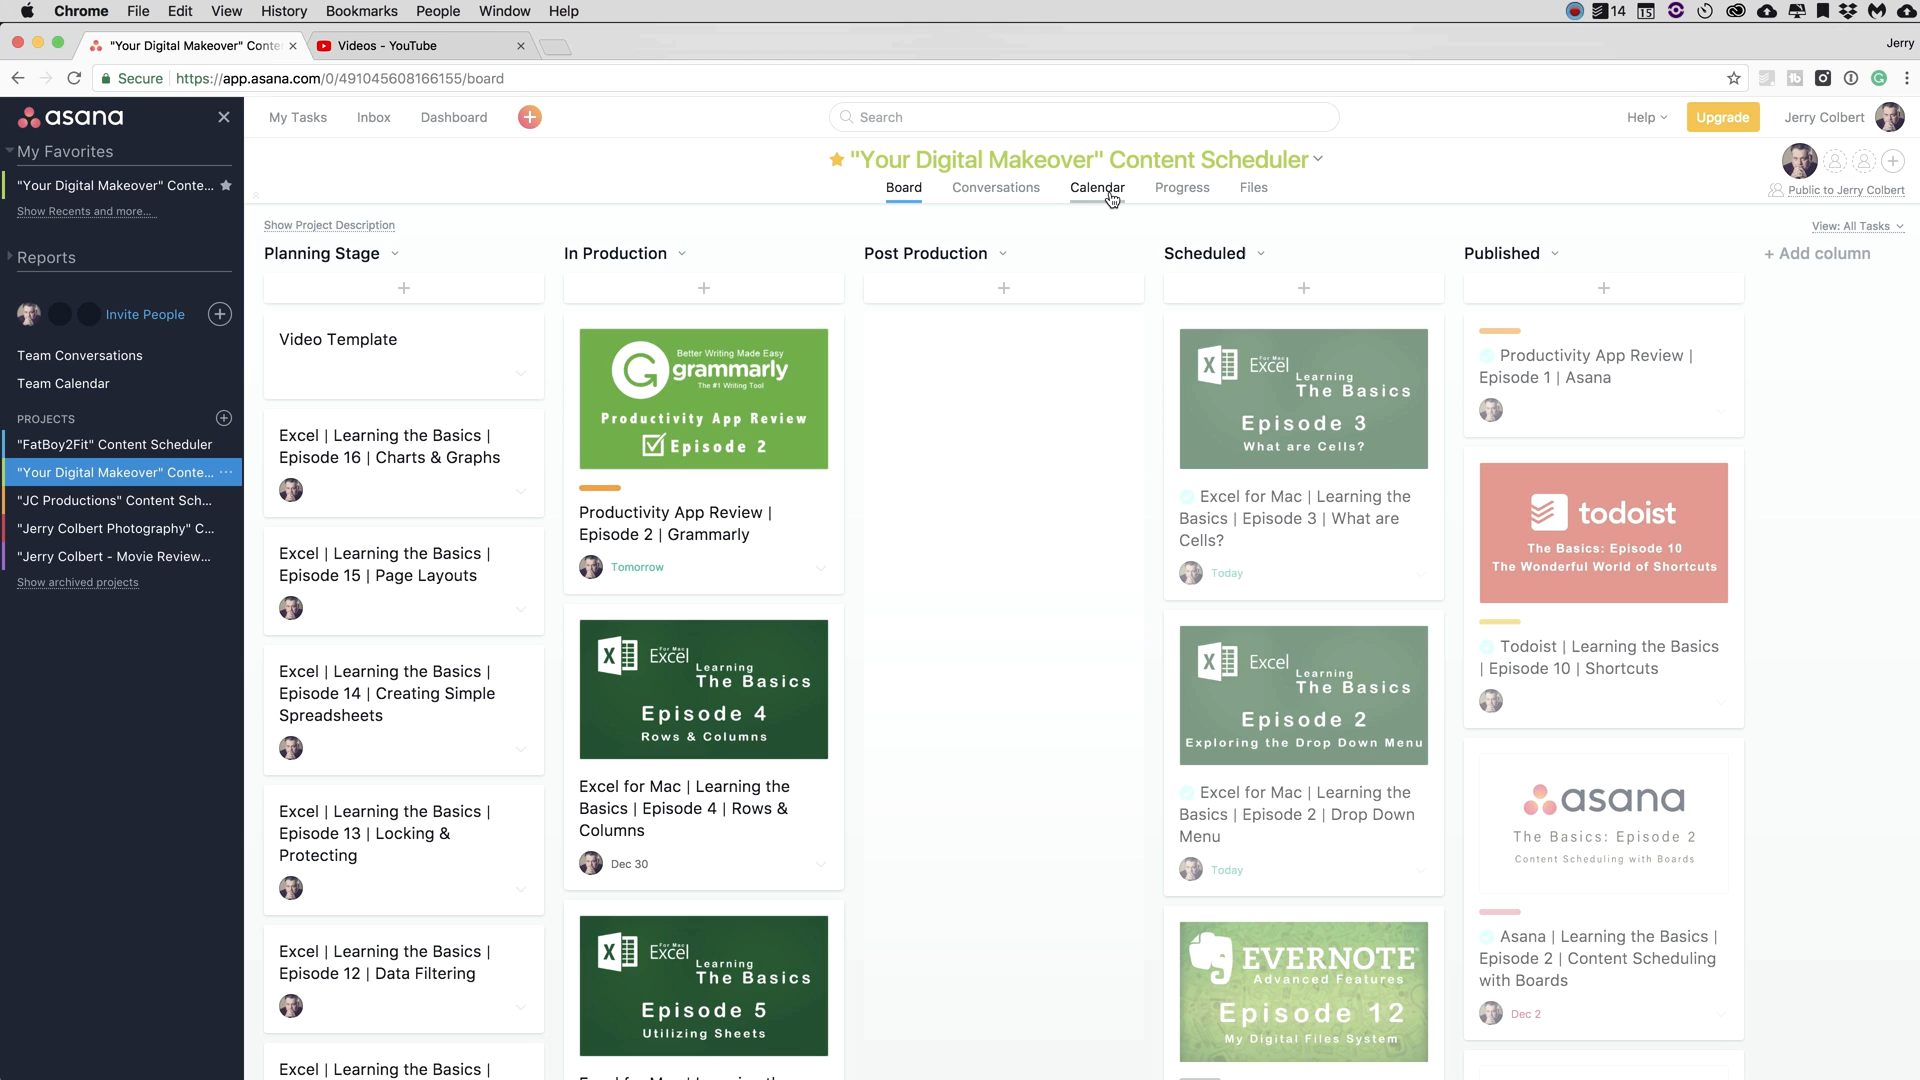 Chrome File Edit View History Bookmarks People Window Help
14
15
"Your Digital Makeover" Conte
Videos - YouTube
Jerry
Secure
https://app.asana.com/0/491045608166155/board
asana
My Tasks
Inbox
Dashboard
Search
Help
Upgrade
Jerry Colbert
"Your Digital Makeover" Content Scheduler
Board
Conversations
Calendar
Progress
Files
Public to Jerry Colbert
My Favorites
"Your Digital Makeover" Conte...
Show Recents and more...
Reports
Invite People
Team Conversations
Team Calendar
PROJECTS
"FatBoy2Fit" Content Scheduler
"Your Digital Makeover" Conte...
"JC Productions" Content Sch...
"Jerry Colbert Photography" C...
"Jerry Colbert - Movie Review...
Show archived projects
Show Project Description
View: All Tasks
Planning Stage
Video Template
Excel | Learning the Basics |
Episode 16 | Charts & Graphs
Excel | Learning the Basics |
Episode 15 | Page Layouts
Excel | Learning the Basics |
Episode 14 | Creating Simple
Spreadsheets
Excel | Learning the Basics |
Episode 13 | Locking &
Protecting
Excel | Learning the Basics |
Episode 12 | Data Filtering
Excel | Learning the Basics |
In Production
Better Writing Made Easy
grammarly
The #1 Writing Tool
Productivity App Review
Episode 2
Productivity App Review |
Episode 2 | Grammarly
Tomorrow
For Mac
Excel
Learning
The Basics
Episode 4
Rows & Columns
Excel for Mac | Learning the
Basics | Episode 4 | Rows &
Columns
Dec 30
For Mac
Excel
Learning
The Basics
Episode 5
Utilizing Sheets
Post Production
Scheduled
For Mac
Excel
Learning
The Basics
Episode 3
What are Cells?
Excel for Mac | Learning the
Basics | Episode 3 | What are
Cells?
Today
Excel
Learning
The Basics
Episode 2
Exploring the Drop Down Menu
Excel for Mac | Learning the
Basics | Episode 2 | Drop Down
Menu
Today
EVERNOTE
Advanced Features
Episode 12
My Digital Files System
Published
Productivity App Review |
Episode 1 | Asana
todoist
The Basics: Episode 10
The Wonderful World of Shortcuts
Todoist | Learning the Basics
| Episode 10 | Shortcuts
asana
The Basics: Episode 2
Content Scheduling with Boards
Asana | Learning the Basics |
Episode 2 | Content Scheduling
with Boards
Dec 2
+ Add column